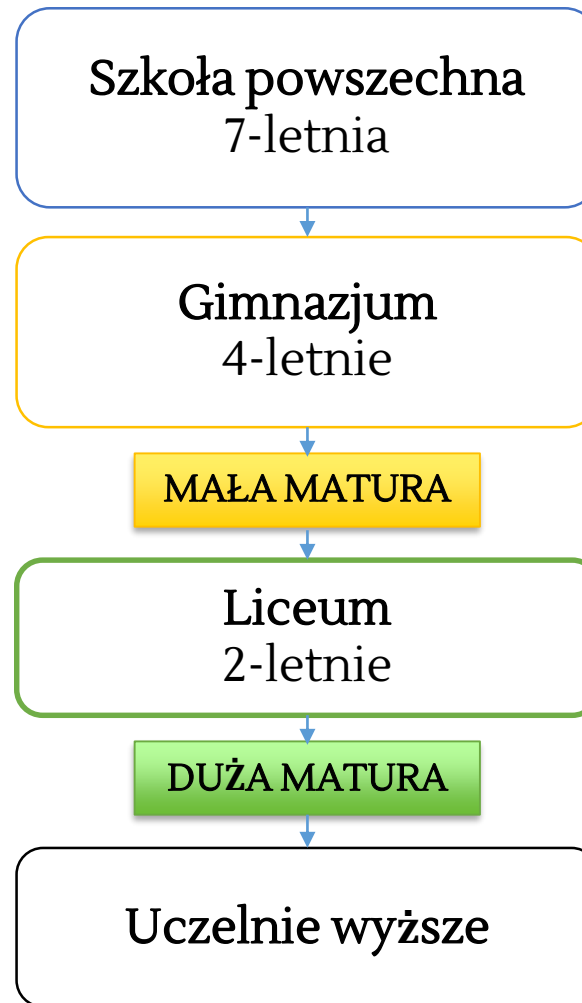 Szkoła powszechna
7-letnia
Gimnazjum
4-letnie
MAŁA MATURA
Liceum
2-letnie
DUŻA MATURA
Uczelnie wyższe